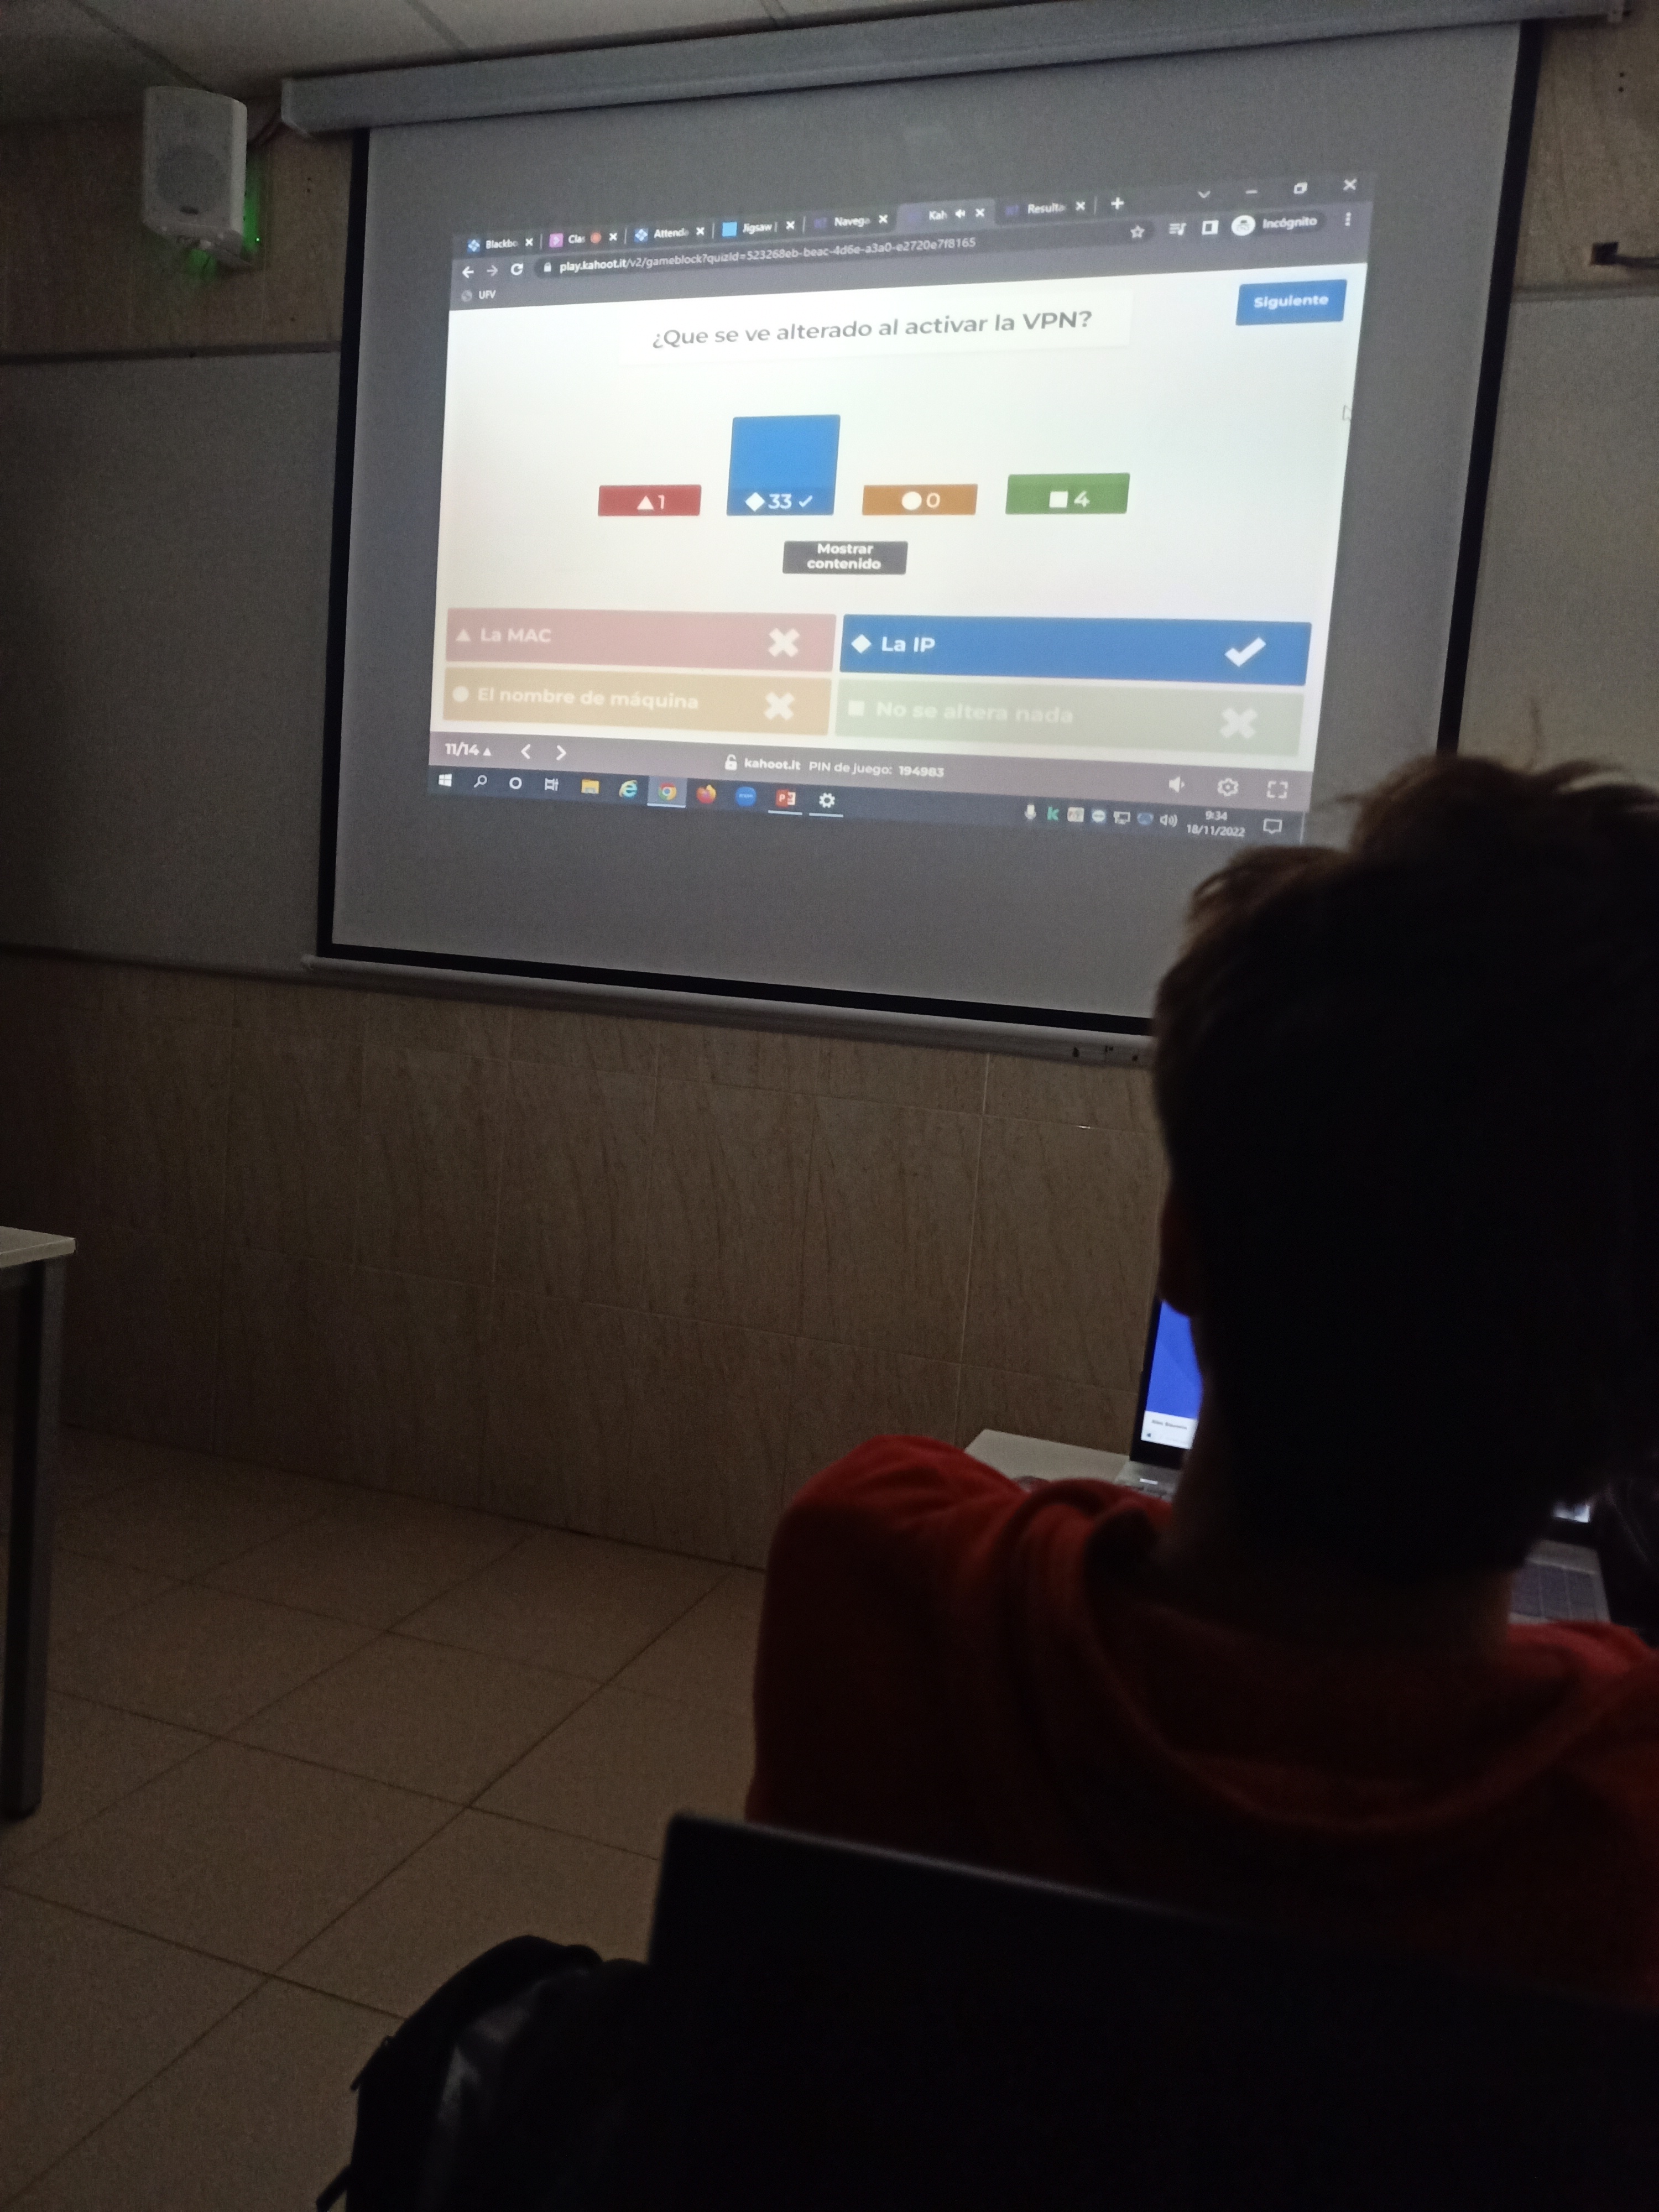 Blackbo
Clas
Attenda
Jigsaw |
Navega
Kah
Resulta
play.kahoot.it/v2/gameblock?quizId=523268eb-beac-4d6e-a3a0-e2720e7f8165
Incógnito
UFV
¿Que se ve alterado al activar la VPN?
Siguiente
1
33
0
4
Mostrar
contenido
La MAC
La IP
El nombre de máquina
No se altera nada
11/14
kahoot.it PIN de juego: 194983
9:34
18/11/2022